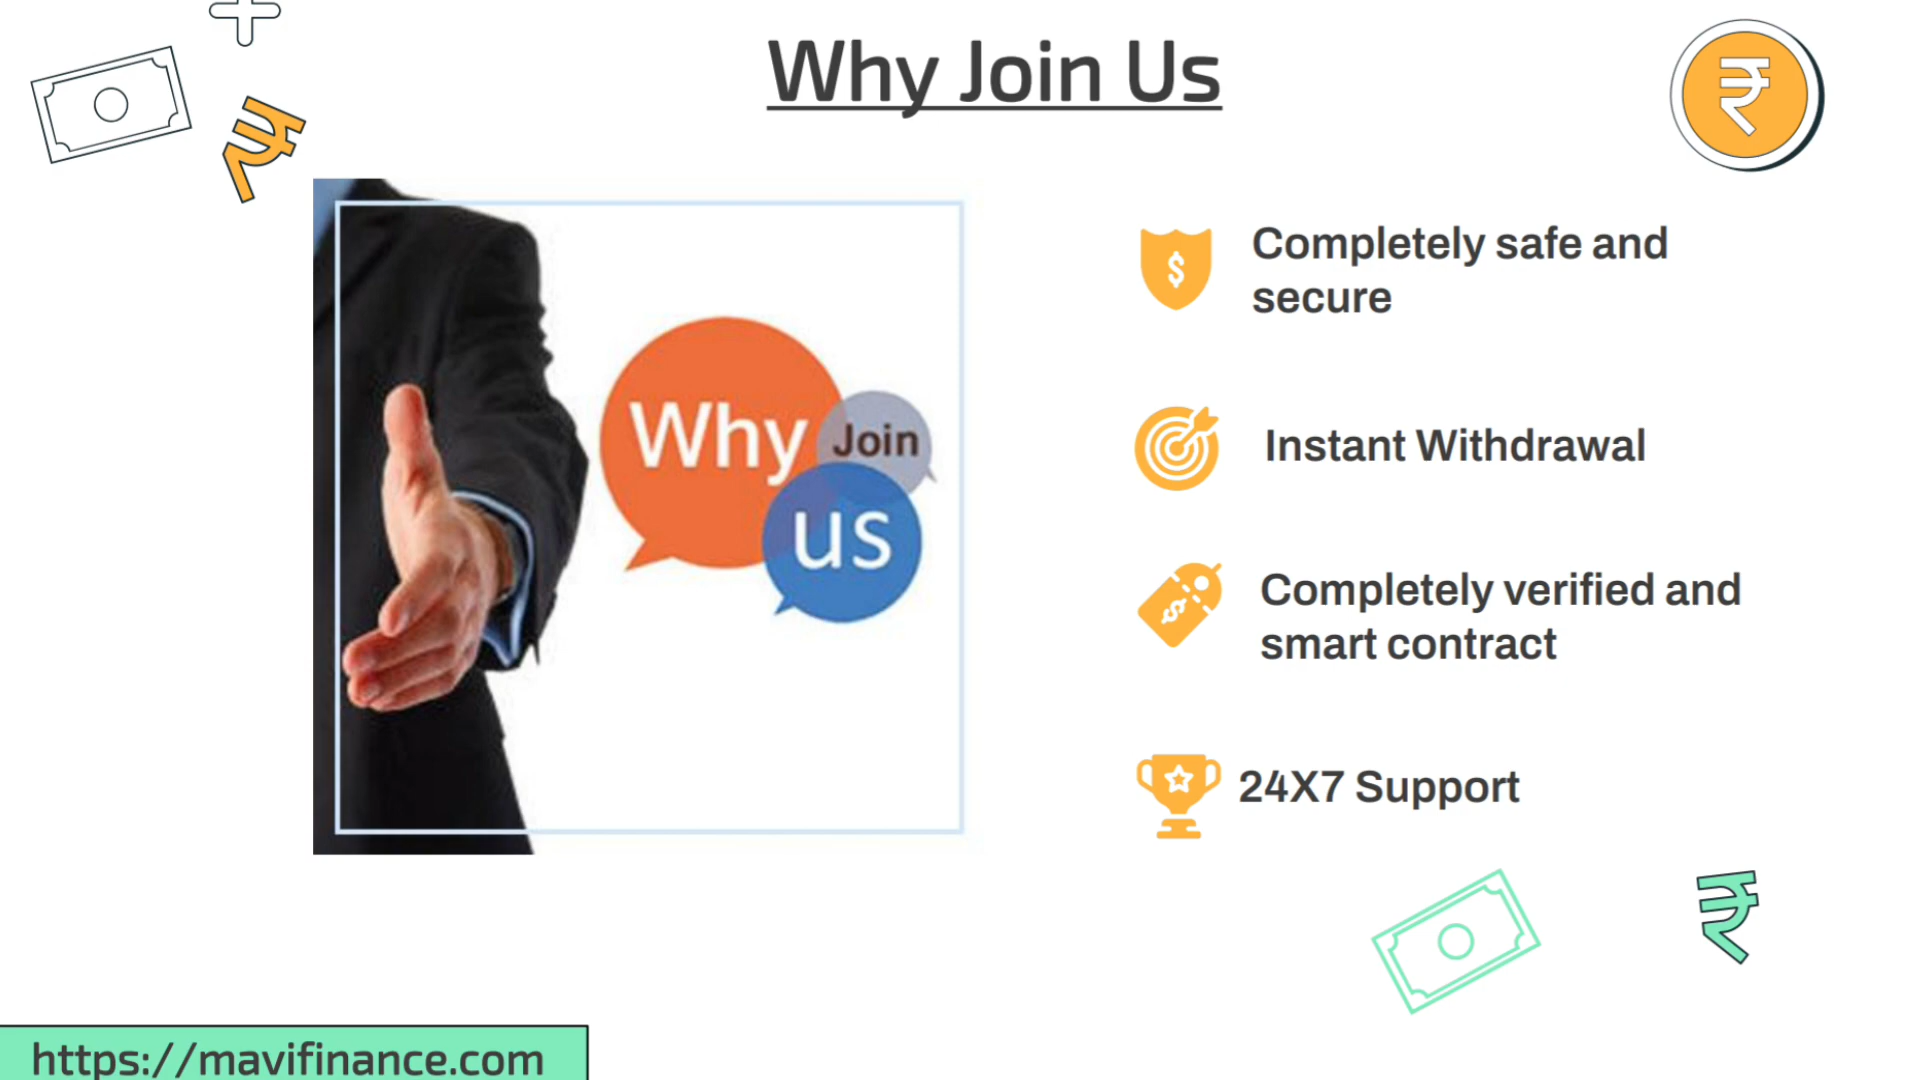 Why Join Us
Why
Join
us
Completely safe and
secure
Instant Withdrawal
Completely verified and
smart contract
24X7 Support
https://mavifinance.com